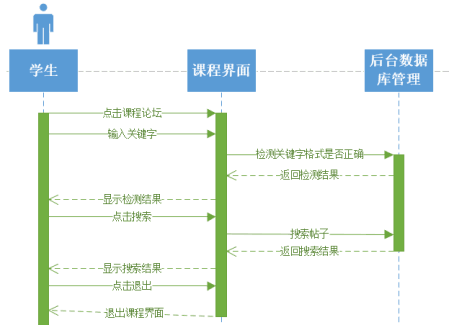 学生
课程界面
后台数据
库管理
点击课程论坛
输入关键字
检测关键字格式是否正确
返回检测结果
显示检测结果
点击搜索
搜索帖子
返回搜索结果
显示搜索结果
点击退出
退出课程界面